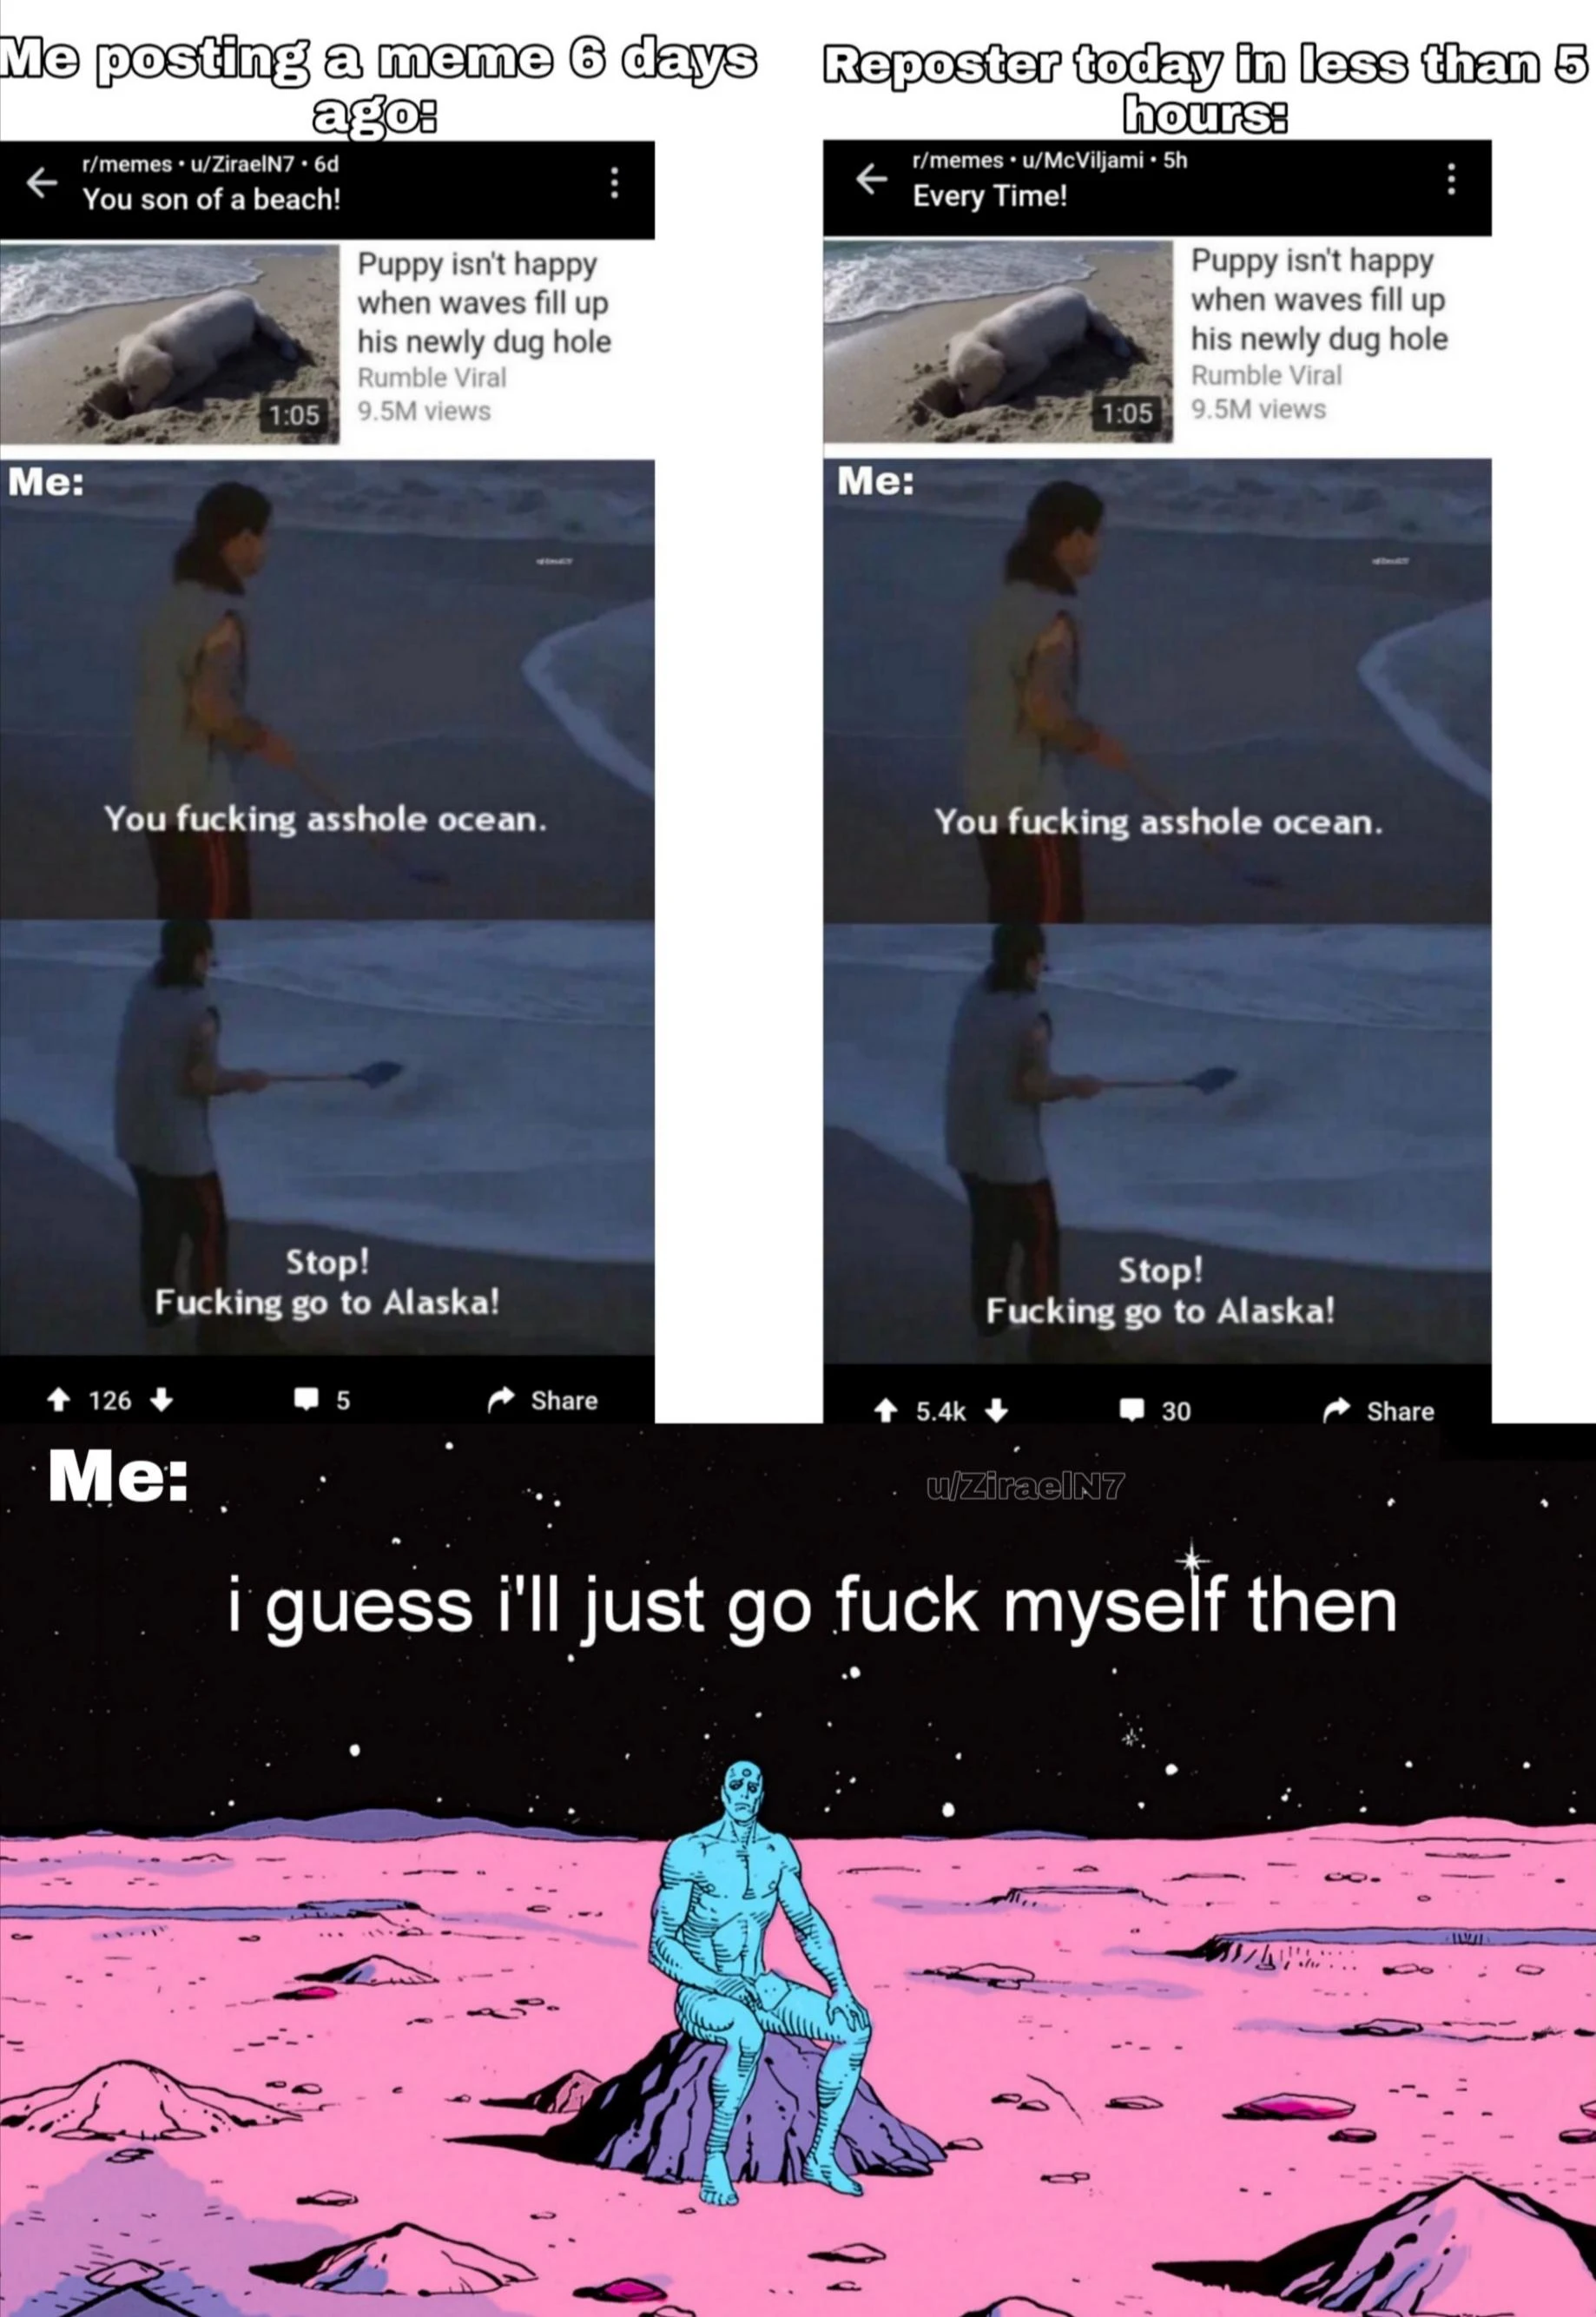 Me posting a meme 6 days
ago:
r/memes • u/ZiraelN7 • 6d
You son of a beach!
Puppy isn't happy
when waves fill up
his newly dug hole
Rumble Viral
9.5M views
1:05
Me:
You fucking asshole ocean.
Stop!
Fucking go to Alaska!
126
5
Share
Reposter today in less than 5
hours:
r/memes • u/McViljami • 5h
Every Time!
Puppy isn't happy
when waves fill up
his newly dug hole
Rumble Viral
9.5M views
1:05
Me:
You fucking asshole ocean.
Stop!
Fucking go to Alaska!
5.4k
30
Share
Me:
u/ZiraelN7
i guess i'll just go fuck myself then